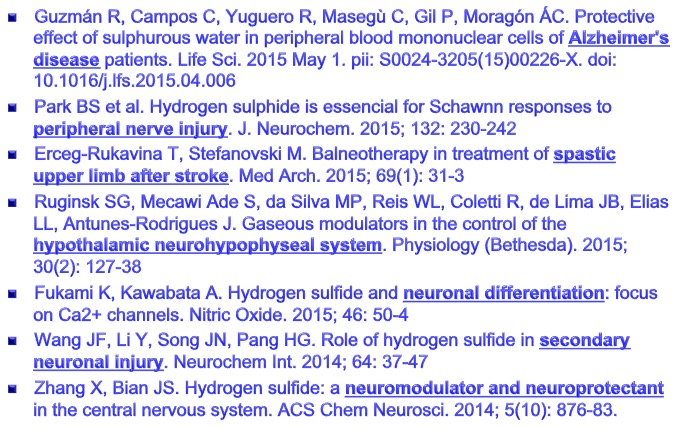 Guzmán R, Campos C, Yuguero R, Masegù C, Gil P, Moragón ÁC. Protective
effect of sulphurous water in peripheral blood mononuclear cells of Alzheimer's
disease patients. Life Sci. 2015 May 1. pii: S0024-3205(15)00226-X. doi:
10.1016/j.lfs.2015.04.006
Park BS et al. Hydrogen sulphide is essencial for Schawnn responses to
peripheral nerve injury. J. Neurochem. 2015; 132: 230-242
Erceg-Rukavina T, Stefanovski M. Balneotherapy in treatment of spastic
upper limb after stroke. Med Arch. 2015; 69(1): 31-3
Ruginsk SG, Mecawi Ade S, da Silva MP, Reis WL, Coletti R, de Lima JB, Elias
LL, Antunes-Rodrigues J. Gaseous modulators in the control of the
hypothalamic neurohypophyseal system. Physiology (Bethesda). 2015;
30(2): 127-38
Fukami K, Kawabata A. Hydrogen sulfide and neuronal differentiation: focus
on Ca2+ channels. Nitric Oxide. 2015; 46: 50-4
Wang JF, Li Y, Song JN, Pang HG. Role of hydrogen sulfide in secondary
neuronal injury. Neurochem Int. 2014; 64: 37-47
Zhang X, Bian JS. Hydrogen sulfide: a neuromodulator and neuroprotectant
in the central nervous system. ACS Chem Neurosci. 2014; 5(10): 876-83.